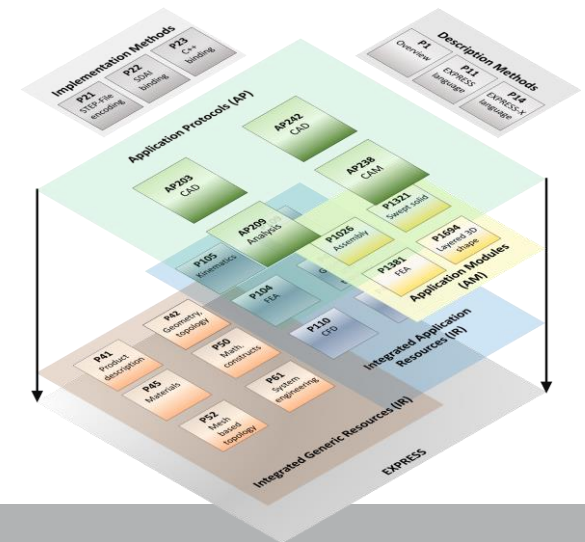 Implementation Methods
P21
STEP-File
encoding
P22
SDAI
binding
P23
C++
binding
Description Methods
P1
Overview
P11
EXPRESS
language
P14
EXPRESS-X
language
Application Protocols (AP)
AP242
CAD
AP203
CAD
AP238
CAM
AP209
Analysis
P1321
Swept solid
P1026
Assembly
P1694
Layered 3D
shape
P1381
FEA
Application Modules
(AM)
P105
Kinematics
P104
FEA
P110
CFD
Integrated Application
Resources (IR)
P42
Geometry,
topology
P41
Product
description
P50
Math.
constructs
P45
Materials
P61
System
engineering
P52
Mesh
based
topology
Integrated Generic Resources (IR)
EXPRESS